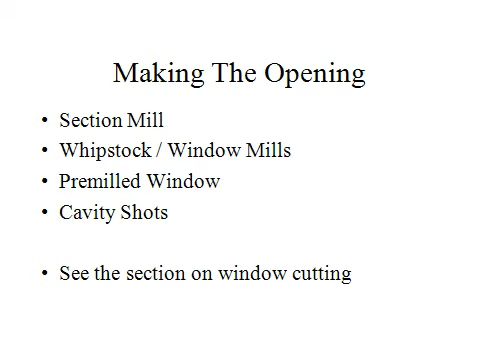 Making The Opening
• Section Mill
• Whipstock / Window Mills
• Premilled Window
• Cavity Shots
• See the section on window cutting